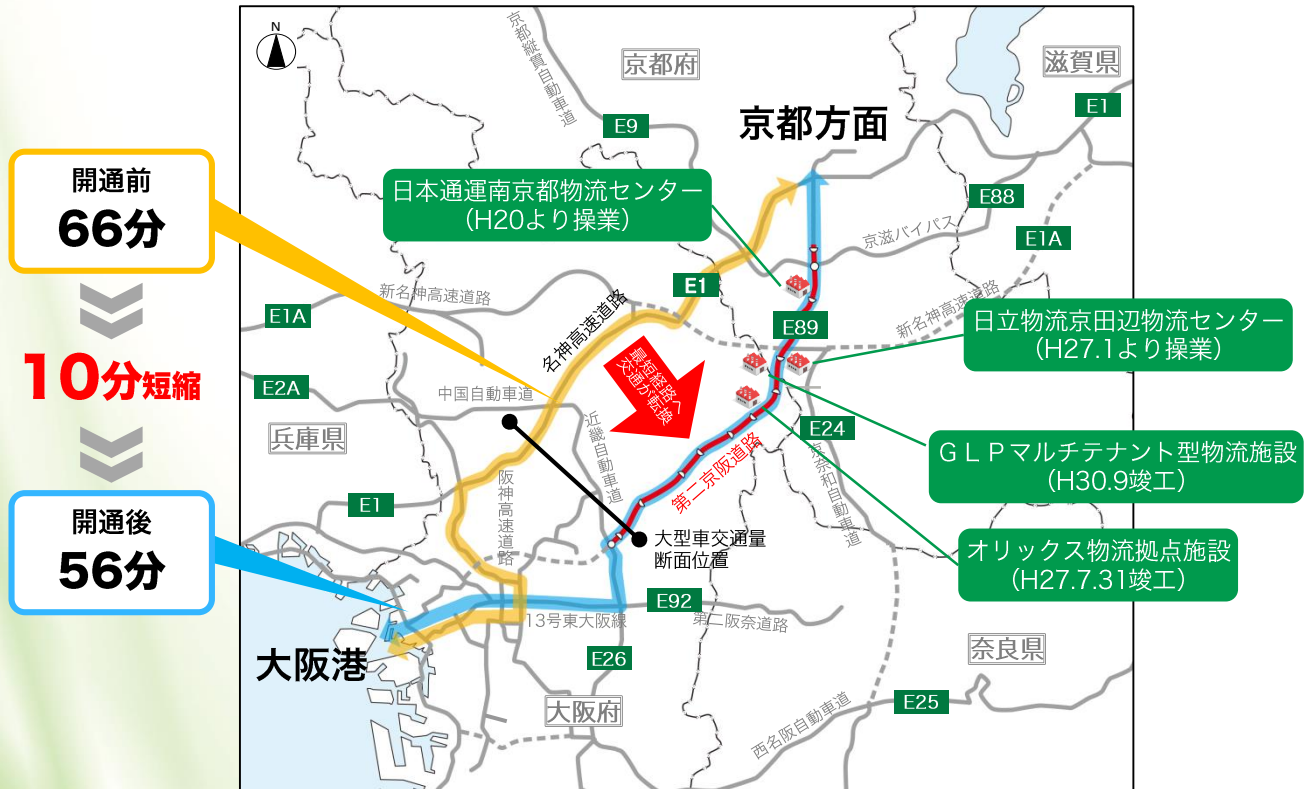 N
京都縦貫自動車道
京都府
滋賀県
E1
E9
京都方面
開通前
66分
10分短縮
開通後
56分
日本通運南京都物流センター
(H20より操業)
E88
京滋バイパス
E1A
E1
新名神高速道路
E1A
名神高速道路
E89
新名神高速道路
日立物流京田辺物流センター
(H27.1より操業)
最短経路へ
交通が転換
E2A
中国自動車道
兵庫県
近畿自動車道
E24
京奈和自動車道
第二京阪道路
GLPマルチテナント型物流施設
(H30.9竣工)
E1
阪神高速道路
大型車交通量
断面位置
オリックス物流拠点施設
(H27.7.31竣工)
E92
13号東大阪線
第二阪奈道路
大阪港
E26
奈良県
大阪府
E25
西名阪自動車道